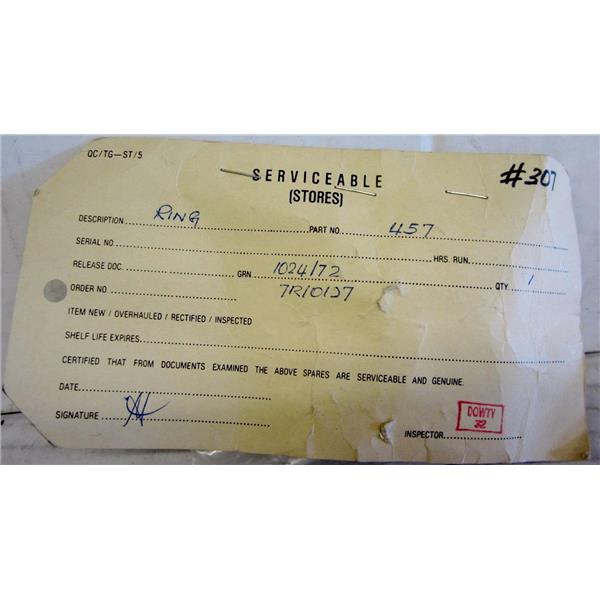 QC/TG—ST/5
SERVICEABLE #307
(STORES)
DESCRIPTION RING PART NO. 457
SERIAL NO. HRS. RUN.
RELEASE DOC. GRN 1024/72 QTY 1
ORDER NO. 7R10127
ITEM NEW / OVERHAULED / RECTIFIED / INSPECTED
SHELF LIFE EXPIRES
CERTIFIED THAT FROM DOCUMENTS EXAMINED THE ABOVE SPARES ARE SERVICEABLE AND GENUINE.
DATE
SIGNATURE
INSPECTOR DOWTY
32